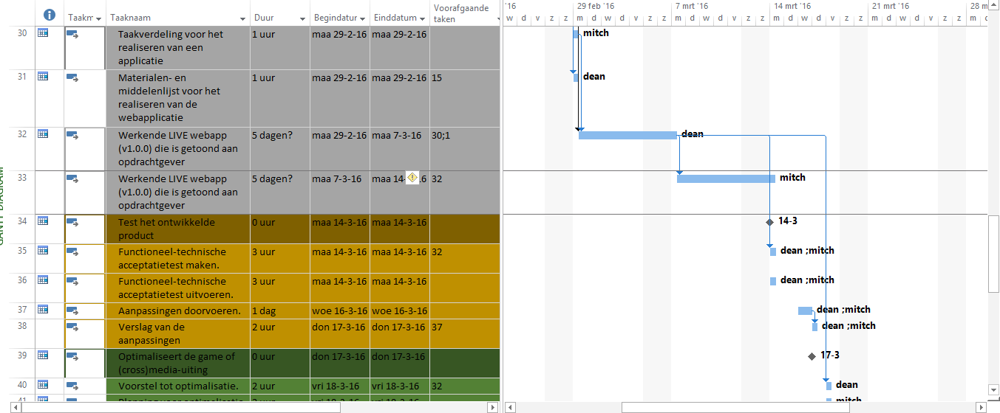 '16 29 feb '16 7 mrt '16 14 mrt '16 21 mrt '16 28 m
Taakm Taaknaam Duur Begindatur Einddatum Voorafgaande taken
w d v z z m d w d v z z m d w d v z z m d w d v z z m d w d v z z m d
30 Taakverdeling voor het realiseren van een applicatie 1 uur maa 29-2-16 maa 29-2-16 mitch
31 Materialen- en middelenlijst voor het realiseren van de webapplicatie 1 uur maa 29-2-16 maa 29-2-16 15 dean
32 Werkende LIVE webapp (v1.0.0) die is getoond aan opdrachtgever 5 dagen? maa 29-2-16 maa 7-3-16 30;1 dean
33 Werkende LIVE webapp (v1.0.0) die is getoond aan opdrachtgever 5 dagen? maa 7-3-16 maa 14- 6 32 mitch
34 Test het ontwikkelde product 0 uur maa 14-3-16 maa 14-3-16 14-3
35 Functioneel-technische acceptatietest maken. 3 uur maa 14-3-16 maa 14-3-16 32 dean ;mitch
36 Functioneel-technische acceptatietest uitvoeren. 3 uur maa 14-3-16 maa 14-3-16 dean ;mitch
37 Aanpassingen doorvoeren. 1 dag woe 16-3-16 woe 16-3-16 dean ;mitch
38 Verslag van de aanpassingen 2 uur don 17-3-16 don 17-3-16 37 dean ;mitch
39 Optimaliseert de game of (cross)media-uiting 0 uur don 17-3-16 don 17-3-16 17-3
40 Voorstel tot optimalisatie. 2 uur vri 18-3-16 vri 18-3-16 32 dean
mitch